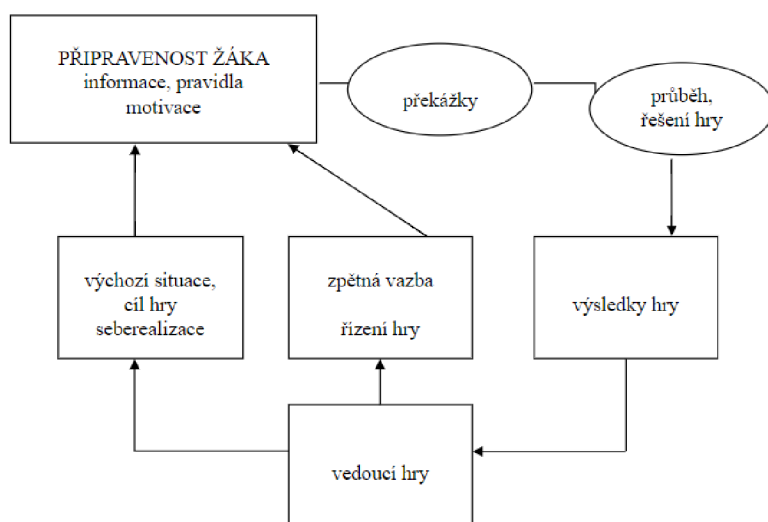 PŘIPRAVENOST ŽÁKA
informace, pravidla
motivace
překážky
průběh,
řešení hry
výchozí situace,
cíl hry
seberealizace
zpětná vazba
řízení hry
výsledky hry
vedoucí hry